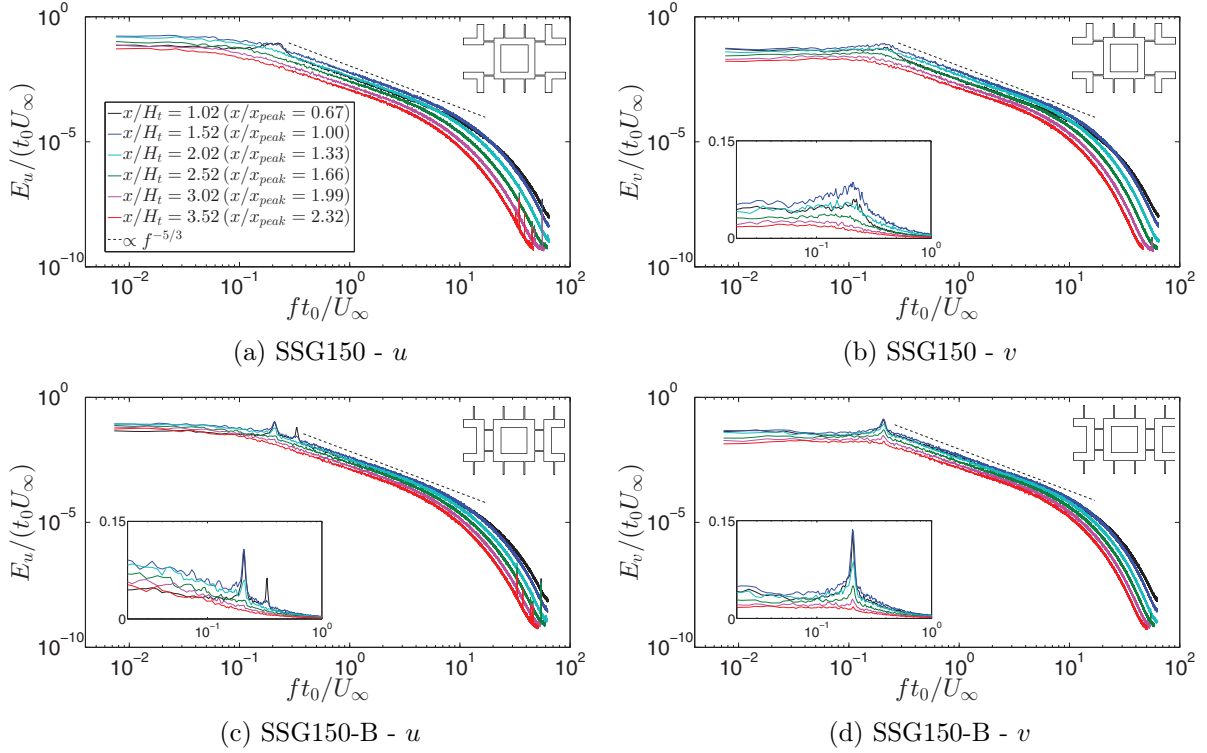 10^0
10^-5
10^-10
E_u/(t_0U_∞)
x/H_t = 1.02 (x/x_peak = 0.67)
x/H_t = 1.52 (x/x_peak = 1.00)
x/H_t = 2.02 (x/x_peak = 1.33)
x/H_t = 2.52 (x/x_peak = 1.66)
x/H_t = 3.02 (x/x_peak = 1.99)
x/H_t = 3.52 (x/x_peak = 2.32)
∝ f^-5/3
10^-2 10^-1 10^0 10^1 10^2
ft_0/U_∞
(a) SSG150 - u
10^0
10^-5
10^-10
E_v/(t_0U_∞)
0.15
0
10^-1 10^0
10^-2 10^-1 10^0 10^1 10^2
ft_0/U_∞
(b) SSG150 - v
10^0
10^-5
10^-10
E_u/(t_0U_∞)
0.15
0
10^-1 10^0
10^-2 10^-1 10^0 10^1 10^2
ft_0/U_∞
(c) SSG150-B - u
10^0
10^-5
10^-10
E_v/(t_0U_∞)
0.15
0
10^-1 10^0
10^-2 10^-1 10^0 10^1 10^2
ft_0/U_∞
(d) SSG150-B - v